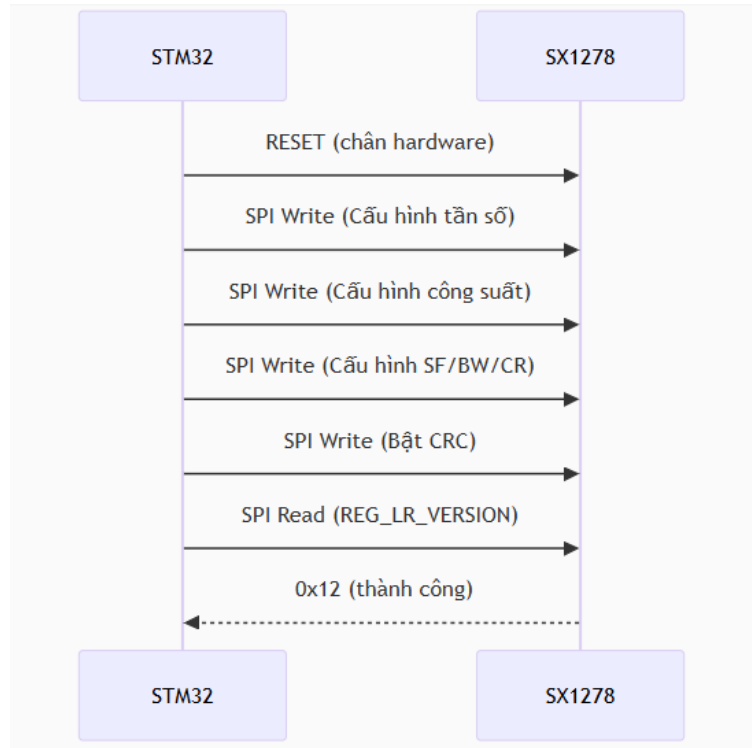 STM32
SX1278
RESET (chân hardware)
SPI Write (Cấu hình tần số)
SPI Write (Cấu hình công suất)
SPI Write (Cấu hình SF/BW/CR)
SPI Write (Bật CRC)
SPI Read (REG_LR_VERSION)
0x12 (thành công)
STM32
SX1278